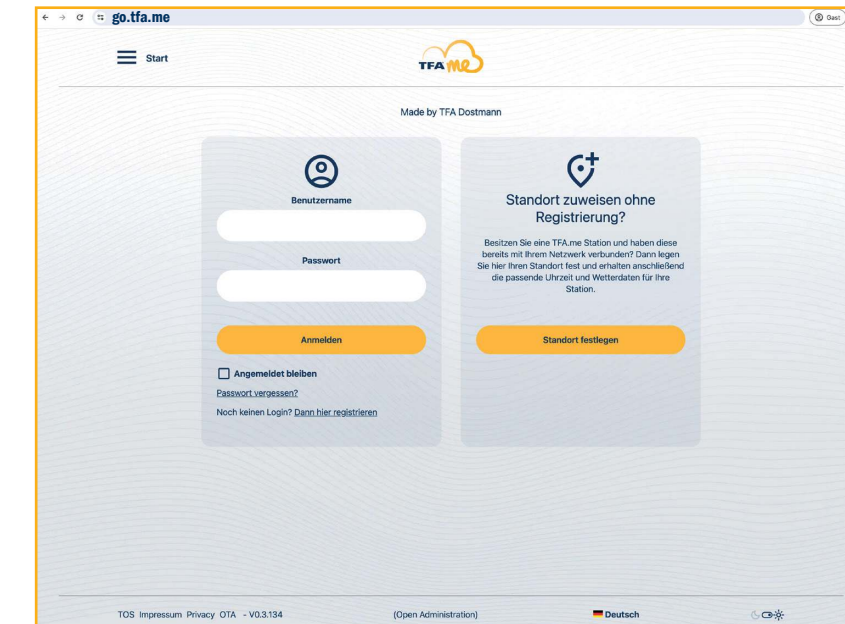 go.tfa.me
Gast
Start
TFA me
Made by TFA Dostmann
Benutzername
Passwort
Anmelden
Angemeldet bleiben
Passwort vergessen?
Noch keinen Login? Dann hier registrieren
Standort zuweisen ohne
Registrierung?
Besitzen Sie eine TFA.me Station und haben diese
bereits mit Ihrem Netzwerk verbunden? Dann legen
Sie hier Ihren Standort fest und erhalten anschließend
die passende Uhrzeit und Wetterdaten für Ihre
Station.
Standort festlegen
TOS Impressum Privacy OTA - V0.3.134
(Open Administration)
Deutsch